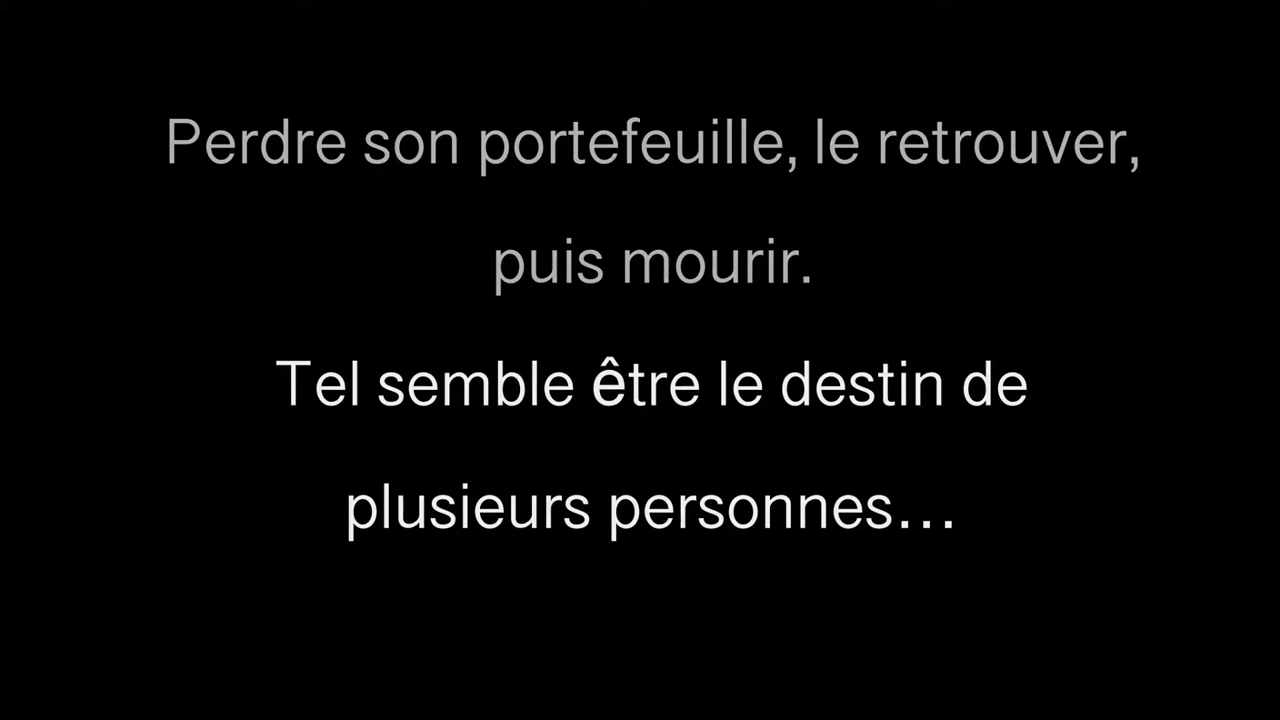 Perdre son portefeuille, le retrouver,
puis mourir.
Tel semble être le destin de
plusieurs personnes…